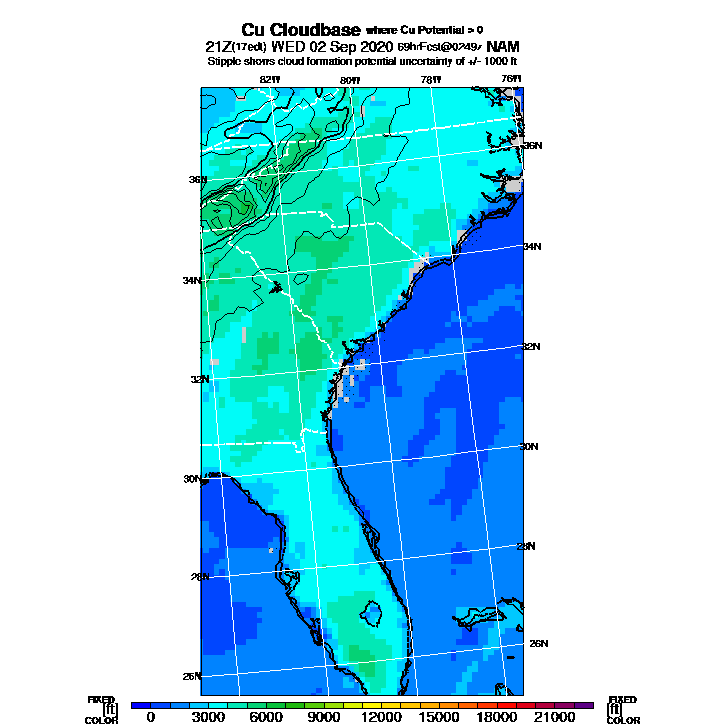 Cu Cloudbase where Cu Potential > 0
21Z(17edt) WED 02 Sep 2020 69hrFcst@0249z NAM
Stipple shows cloud formation potential uncertainty of +/- 1000 ft
82W 80W 78W 76W
36N
36N
34N
34N
32N
32N
30N
30N
28N
28N
26N
26N
FIXED FIXED
[ft] [ft]
COLOR COLOR
0 3000 6000 9000 12000 15000 18000 21000